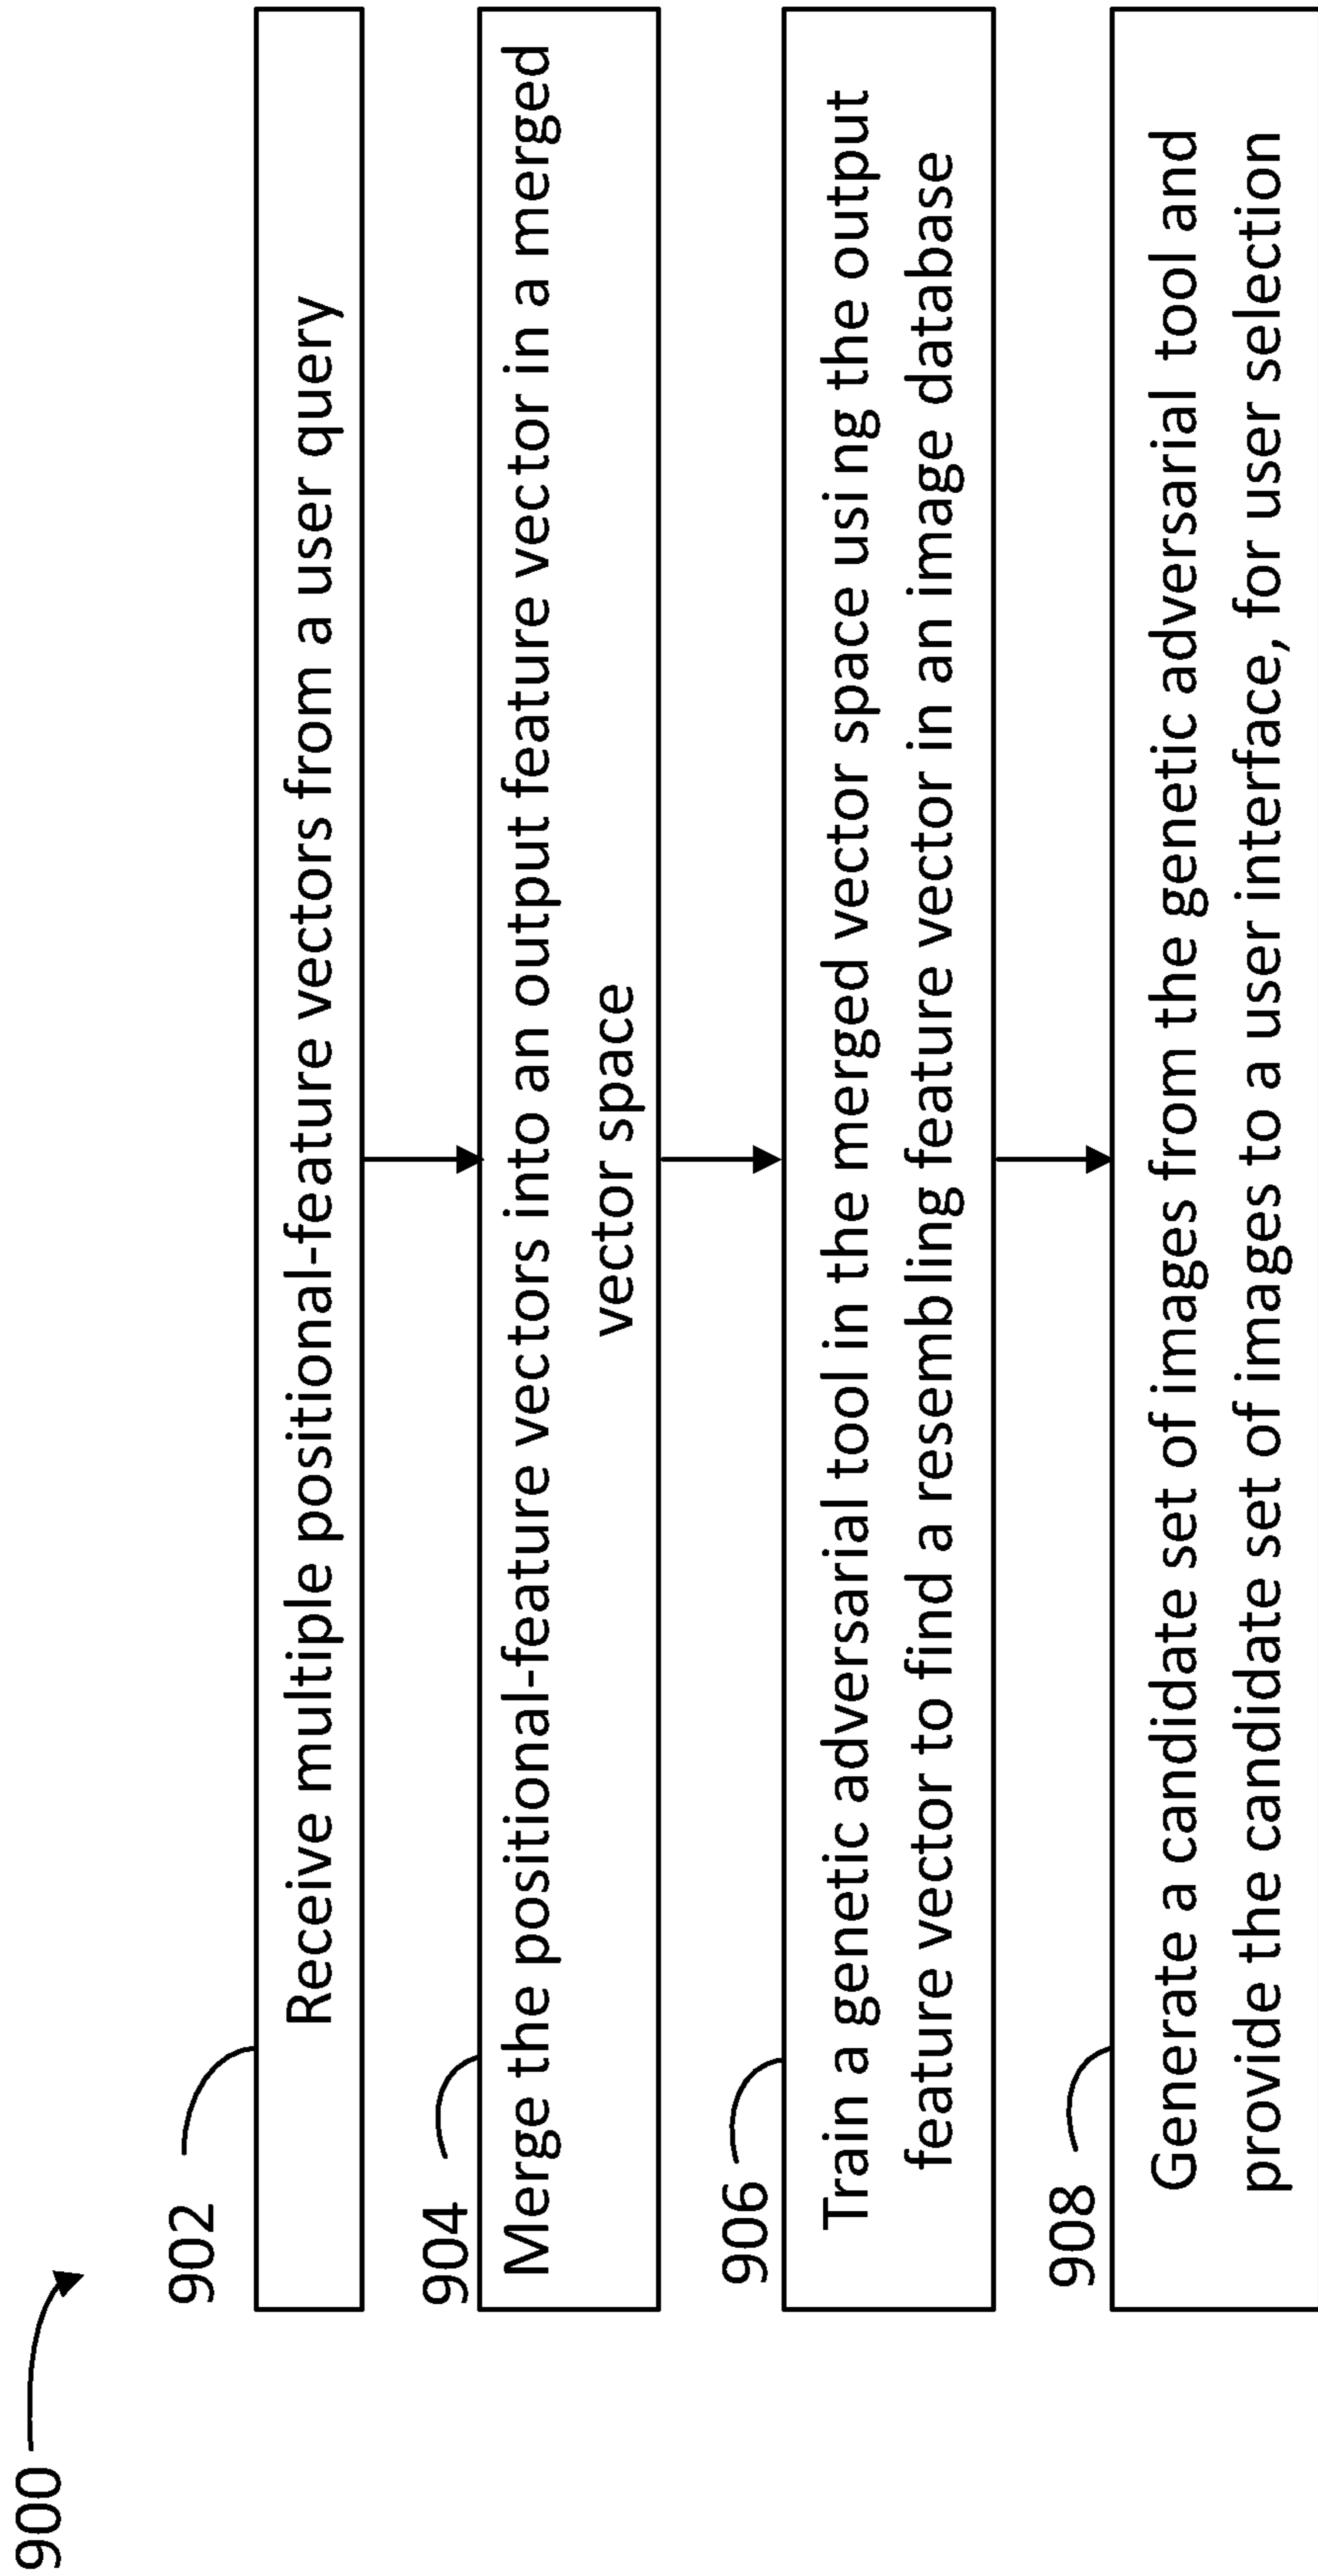 900
902
Receive multiple positional-feature vectors from a user query
904
Merge the positional-feature vectors into an output feature vector in a merged
vector space
906
Train a genetic adversarial tool in the merged vector space using the output
feature vector to find a resembling feature vector in an image database
908
Generate a candidate set of images from the genetic adversarial tool and
provide the candidate set of images to a user interface, for user selection